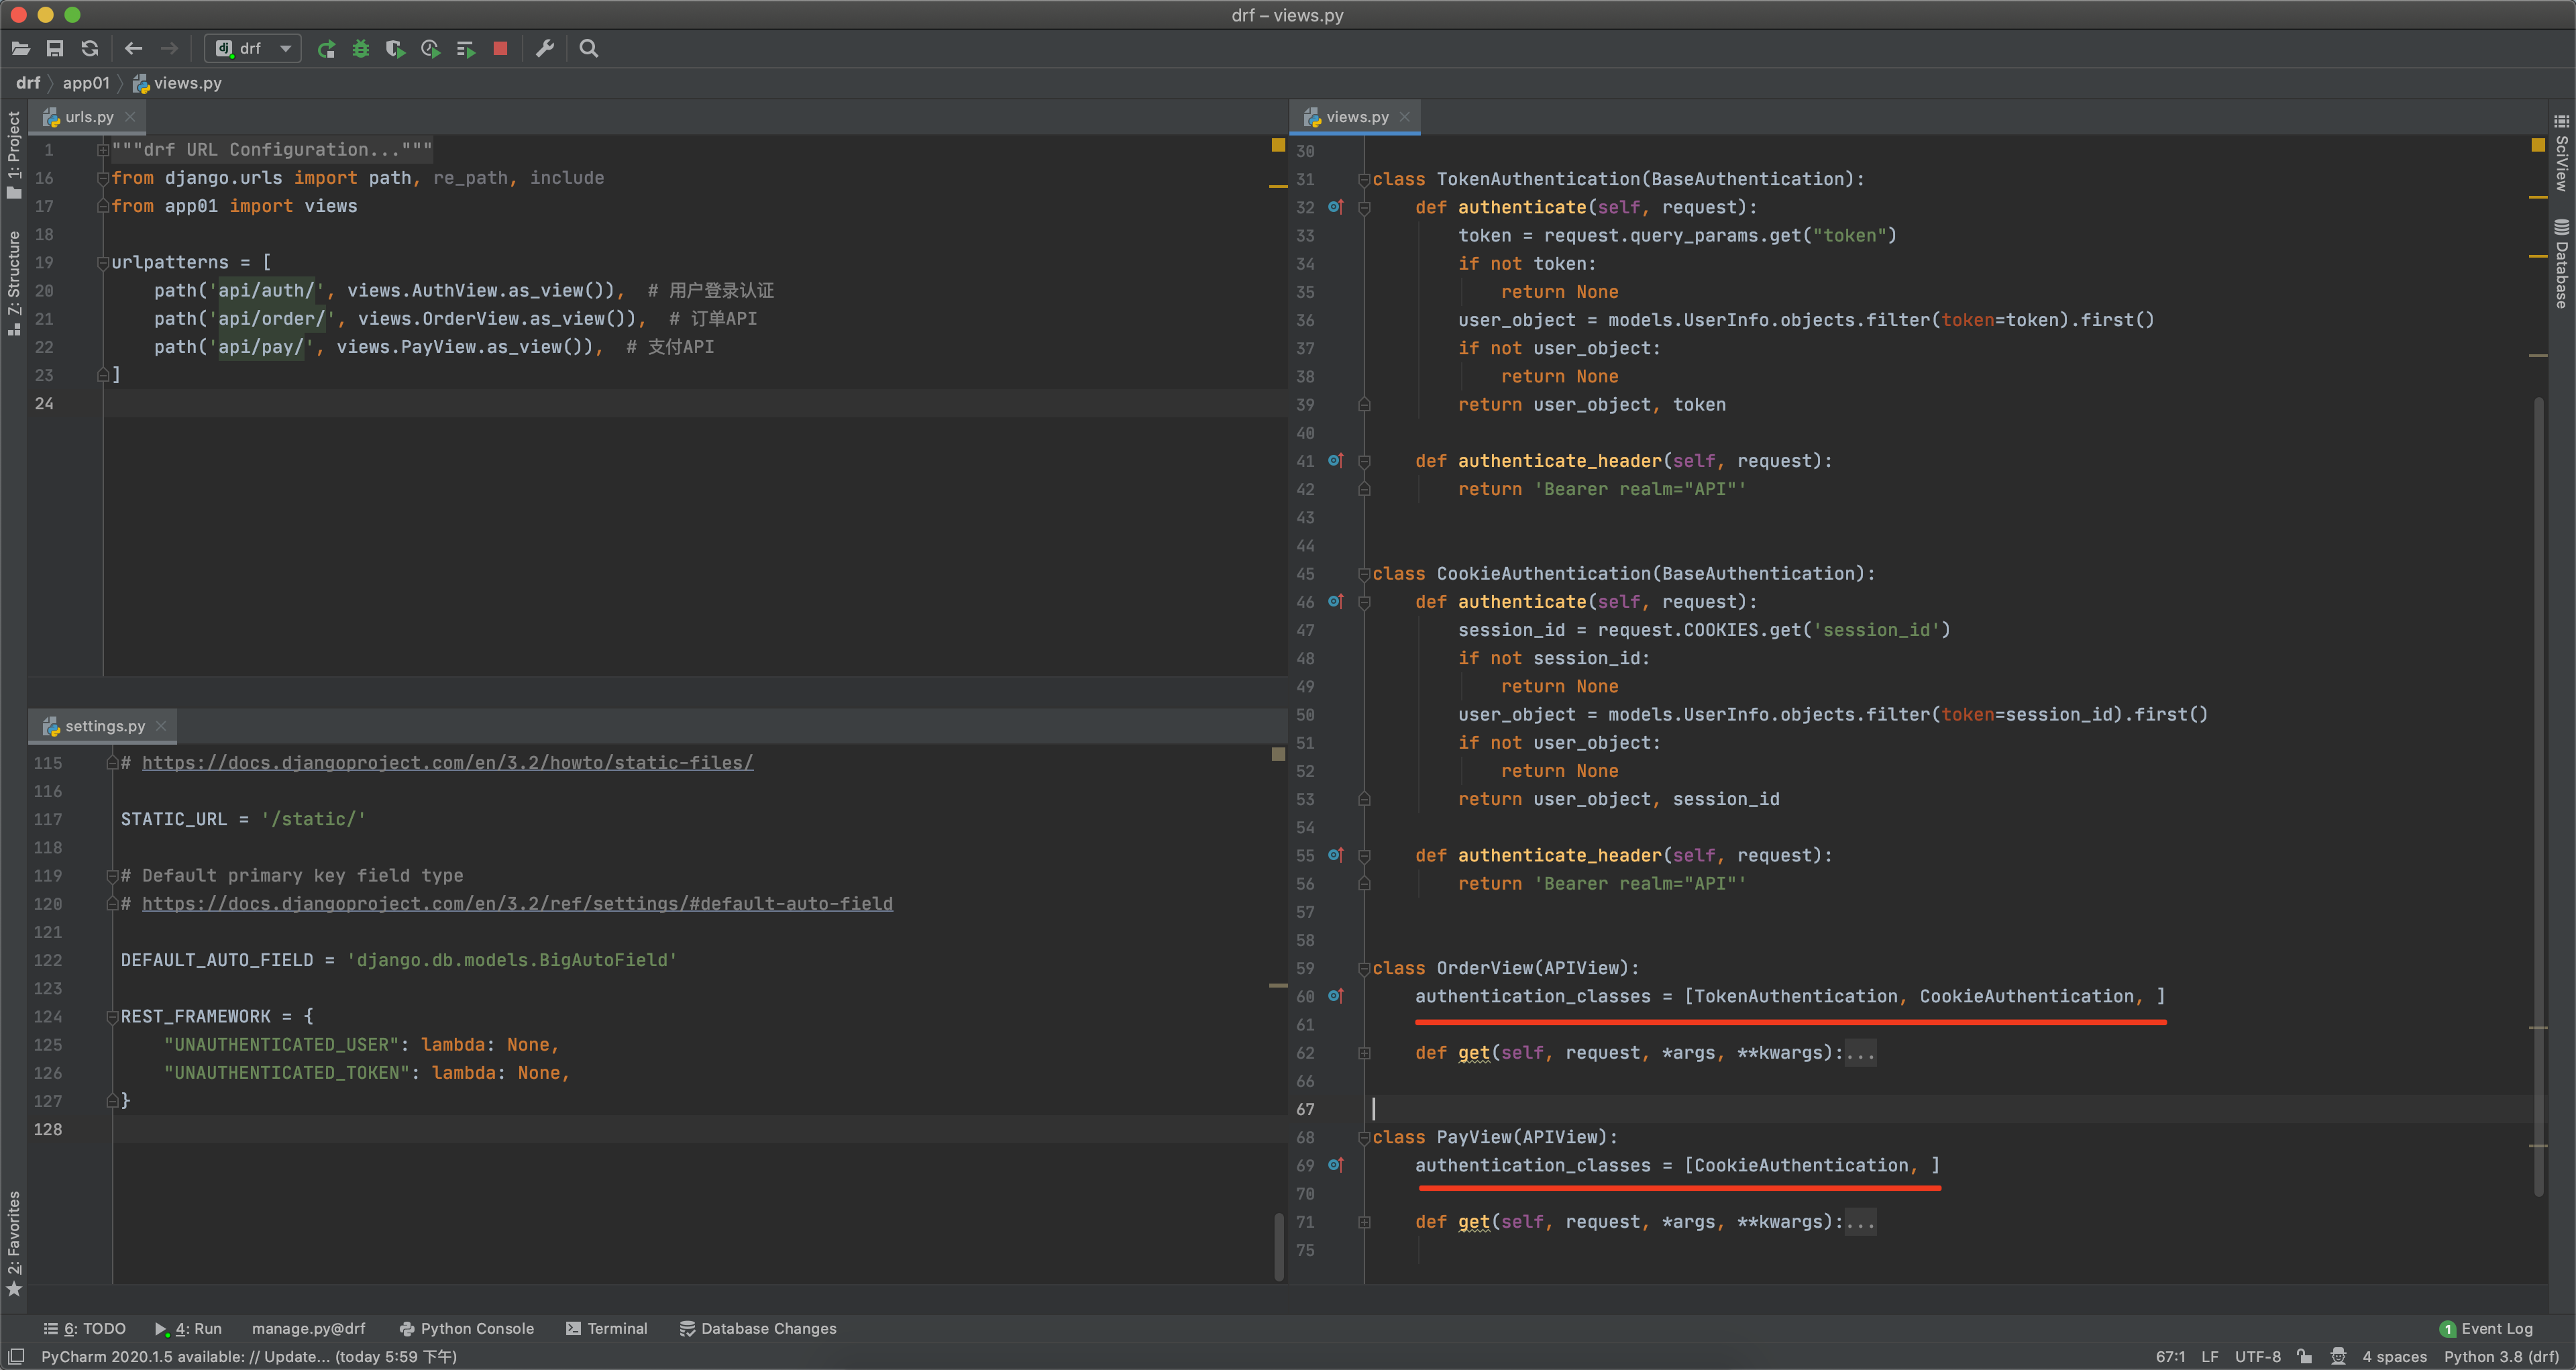 drf – views.py
drf
drf app01 views.py
1: Project
Z: Structure
2: Favorites
urls.py
1 """drf URL Configuration..."""
16 from django.urls import path, re_path, include
17 from app01 import views
18
19 urlpatterns = [
20     path('api/auth/', views.AuthView.as_view()),  # 用户登录认证
21     path('api/order/', views.OrderView.as_view()),  # 订单API
22     path('api/pay/', views.PayView.as_view()),  # 支付API
23 ]
24
settings.py
115 # https://docs.djangoproject.com/en/3.2/howto/static-files/
116
117 STATIC_URL = '/static/'
118
119 # Default primary key field type
120 # https://docs.djangoproject.com/en/3.2/ref/settings/#default-auto-field
121
122 DEFAULT_AUTO_FIELD = 'django.db.models.BigAutoField'
123
124 REST_FRAMEWORK = {
125     "UNAUTHENTICATED_USER": lambda: None,
126     "UNAUTHENTICATED_TOKEN": lambda: None,
127 }
128
views.py
30
31 class TokenAuthentication(BaseAuthentication):
32     def authenticate(self, request):
33         token = request.query_params.get("token")
34         if not token:
35             return None
36         user_object = models.UserInfo.objects.filter(token=token).first()
37         if not user_object:
38             return None
39         return user_object, token
40
41     def authenticate_header(self, request):
42         return 'Bearer realm="API"'
43
44
45 class CookieAuthentication(BaseAuthentication):
46     def authenticate(self, request):
47         session_id = request.COOKIES.get('session_id')
48         if not session_id:
49             return None
50         user_object = models.UserInfo.objects.filter(token=session_id).first()
51         if not user_object:
52             return None
53         return user_object, session_id
54
55     def authenticate_header(self, request):
56         return 'Bearer realm="API"'
57
58
59 class OrderView(APIView):
60     authentication_classes = [TokenAuthentication, CookieAuthentication, ]
61
62     def get(self, request, *args, **kwargs):...
66
67
68 class PayView(APIView):
69     authentication_classes = [CookieAuthentication, ]
70
71     def get(self, request, *args, **kwargs):...
75
SciView
Database
6: TODO 4: Run manage.py@drf Python Console Terminal Database Changes 1 Event Log
PyCharm 2020.1.5 available: // Update... (today 5:59 下午) 67:1 LF UTF-8 4 spaces Python 3.8 (drf)